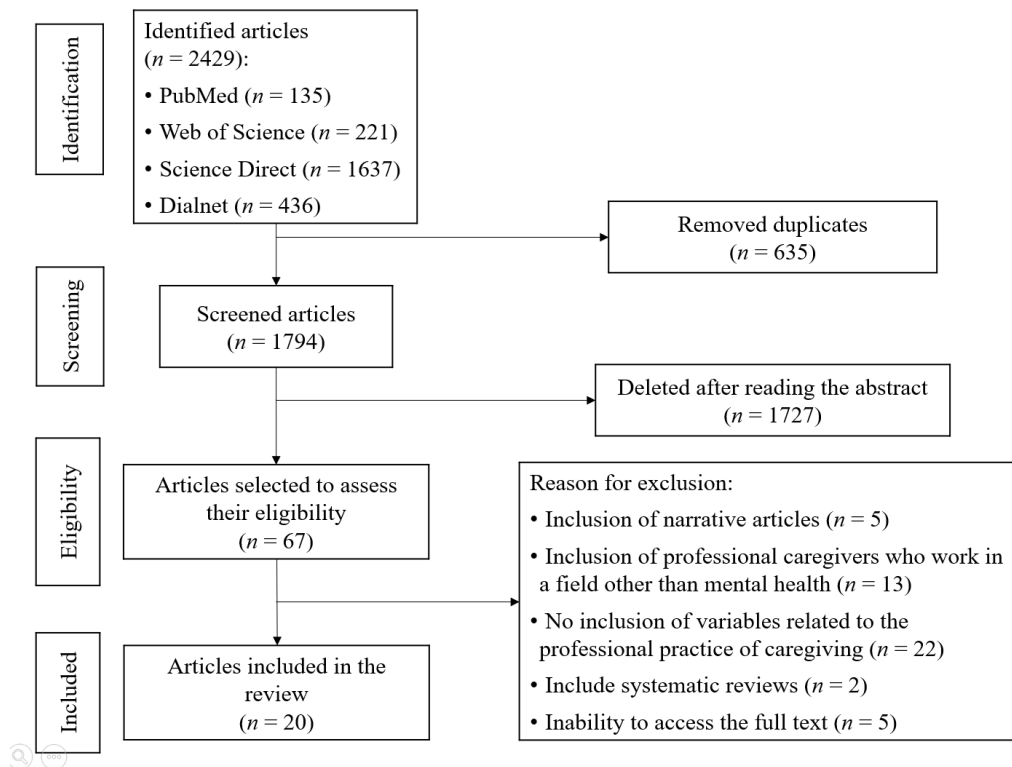 Identification
Identified articles
(n = 2429):
• PubMed (n = 135)
• Web of Science (n = 221)
• Science Direct (n = 1637)
• Dialnet (n = 436)
Removed duplicates
(n = 635)
Screening
Screened articles
(n = 1794)
Deleted after reading the abstract
(n = 1727)
Eligibility
Articles selected to assess
their eligibility
(n = 67)
Reason for exclusion:
• Inclusion of narrative articles (n = 5)
• Inclusion of professional caregivers who work in
a field other than mental health (n = 13)
• No inclusion of variables related to the
professional practice of caregiving (n = 22)
• Include systematic reviews (n = 2)
• Inability to access the full text (n = 5)
Included
Articles included in the
review
(n = 20)